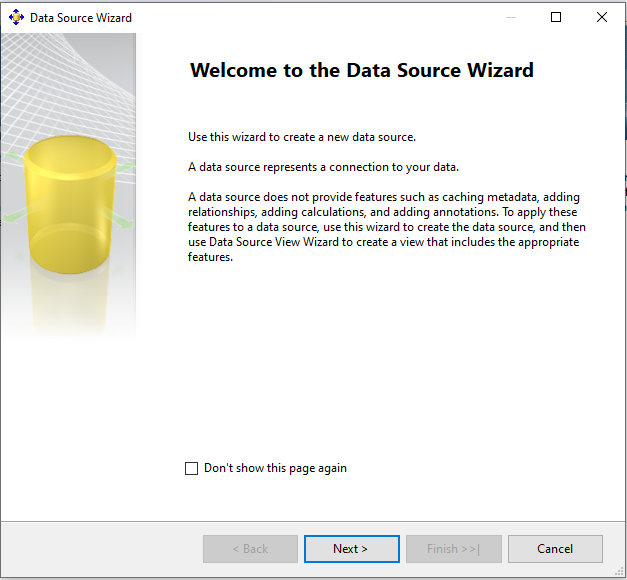 Data Source Wizard
Welcome to the Data Source Wizard
Use this wizard to create a new data source.
A data source represents a connection to your data.
A data source does not provide features such as caching metadata, adding
relationships, adding calculations, and adding annotations. To apply these
features to a data source, use this wizard to create the data source, and then
use Data Source View Wizard to create a view that includes the appropriate
features.
Don't show this page again
< Back
Next >
Finish >>|
Cancel